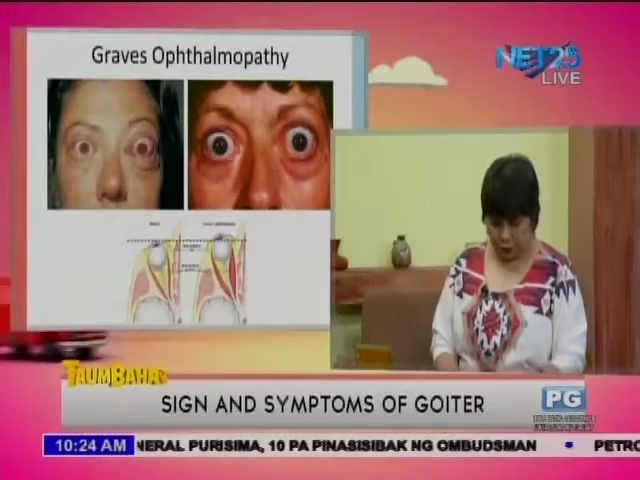 Graves Ophthalmopathy
NET25
LIVE
TAUMBAHAY
SIGN AND SYMPTOMS OF GOITER
PG
10:24 AM
NERAL PURISIMA, 10 PA PINASISIBAK NG OMBUDSMAN
PETRO